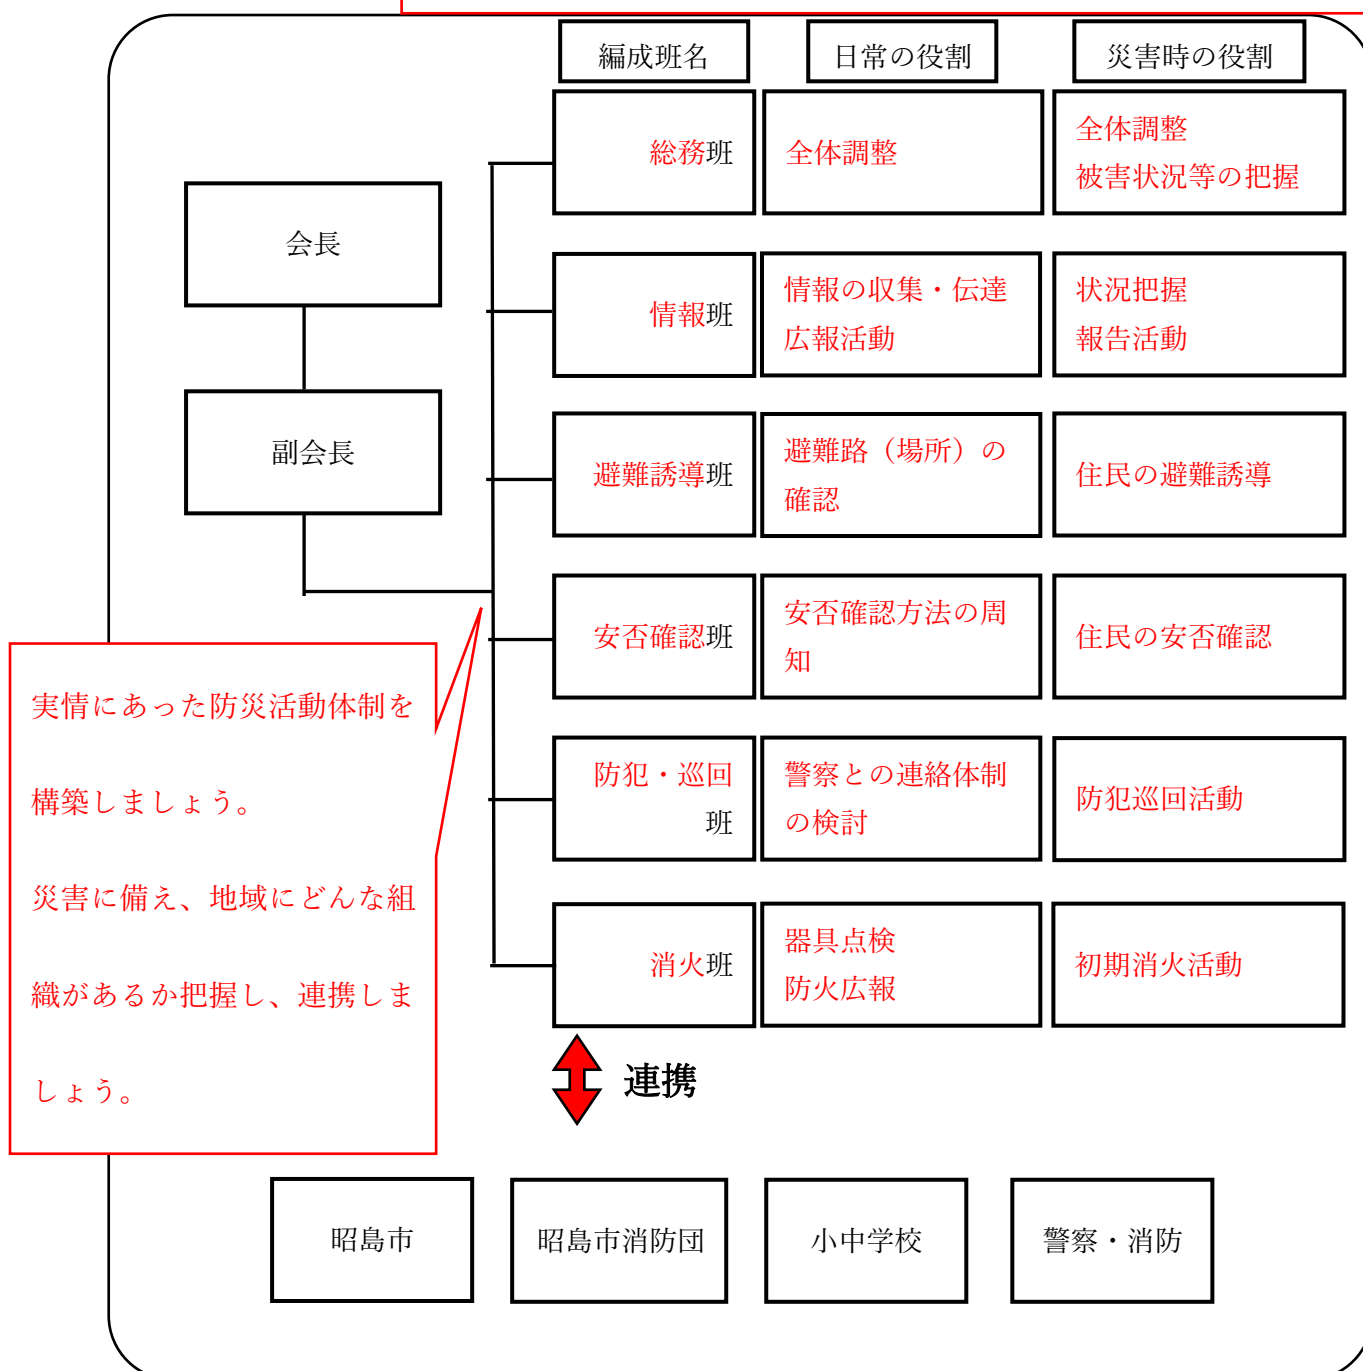 編成班名
日常の役割
災害時の役割
総務班
全体調整
全体調整
被害状況等の把握
会長
情報班
情報の収集・伝達
広報活動
状況把握
報告活動
副会長
避難誘導班
避難路（場所）の
確認
住民の避難誘導
安否確認班
安否確認方法の周
知
住民の安否確認
実情にあった防災活動体制を
構築しましょう。
災害に備え、地域にどんな組
織があるか把握し、連携しま
しょう。
防犯・巡回
班
警察との連絡体制
の検討
防犯巡回活動
消火班
器具点検
防火広報
初期消火活動
連携
昭島市
昭島市消防団
小中学校
警察・消防